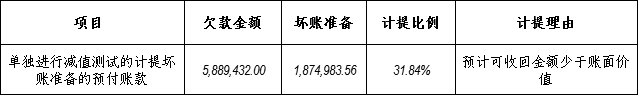 项目 欠款金额 坏账准备 计提比例 计提理由
单独进行减值测试的计提坏 5,889,432.00 1,874,983.56 31.84% 预计可收回金额少于账面价
账准备的预付账款 值